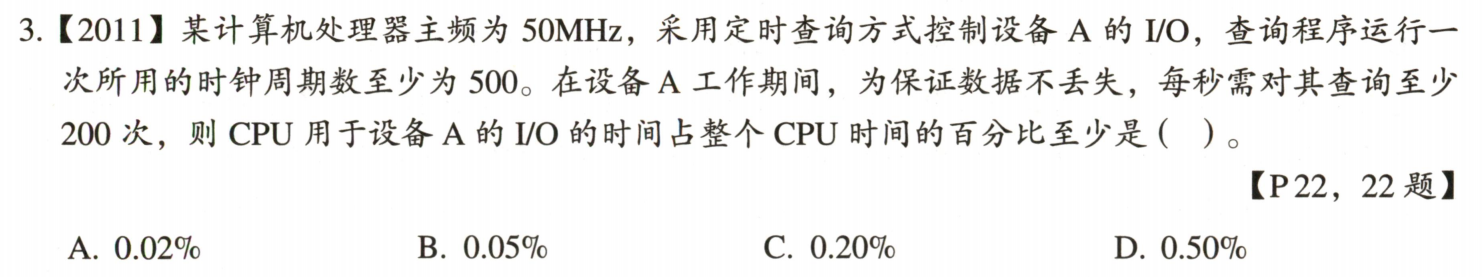 3.【2011】某计算机处理器主频为 50MHz，采用定时查询方式控制设备 A 的 I/O，查询程序运行一
次所用的时钟周期数至少为 500。在设备 A 工作期间，为保证数据不丢失，每秒需对其查询至少
200 次，则 CPU 用于设备 A 的 I/O 的时间占整个 CPU 时间的百分比至少是（ ）。
【P22，22 题】
A. 0.02% B. 0.05% C. 0.20% D. 0.50%